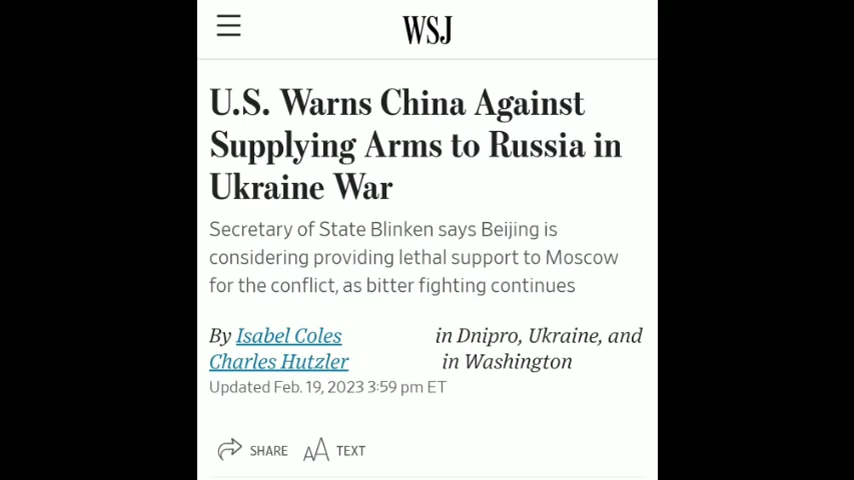 WSJ
U.S. Warns China Against
Supplying Arms to Russia in
Ukraine War
Secretary of State Blinken says Beijing is
considering providing lethal support to Moscow
for the conflict, as bitter fighting continues
By Isabel Coles in Dnipro, Ukraine, and
Charles Hutzler in Washington
Updated Feb. 19, 2023 3:59 pm ET
SHARE AA TEXT